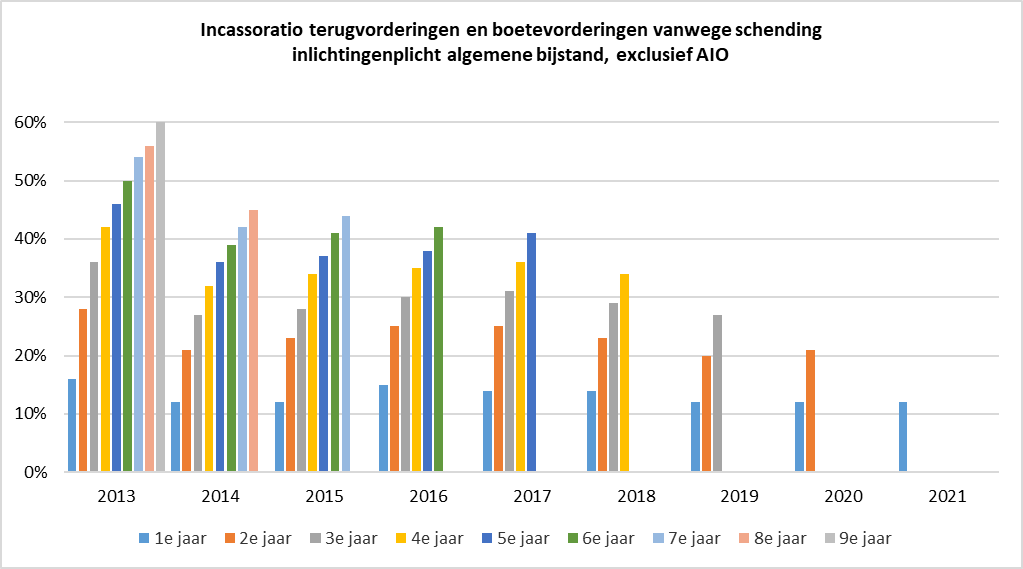 Incassoratio terugvorderingen en boetevorderingen vanwege schending
inlichtingenplicht algemene bijstand, exclusief AIO
60%
50%
40%
30%
20%
10%
0%
2013 2014 2015 2016 2017 2018 2019 2020 2021
1e jaar 2e jaar 3e jaar 4e jaar 5e jaar 6e jaar 7e jaar 8e jaar 9e jaar